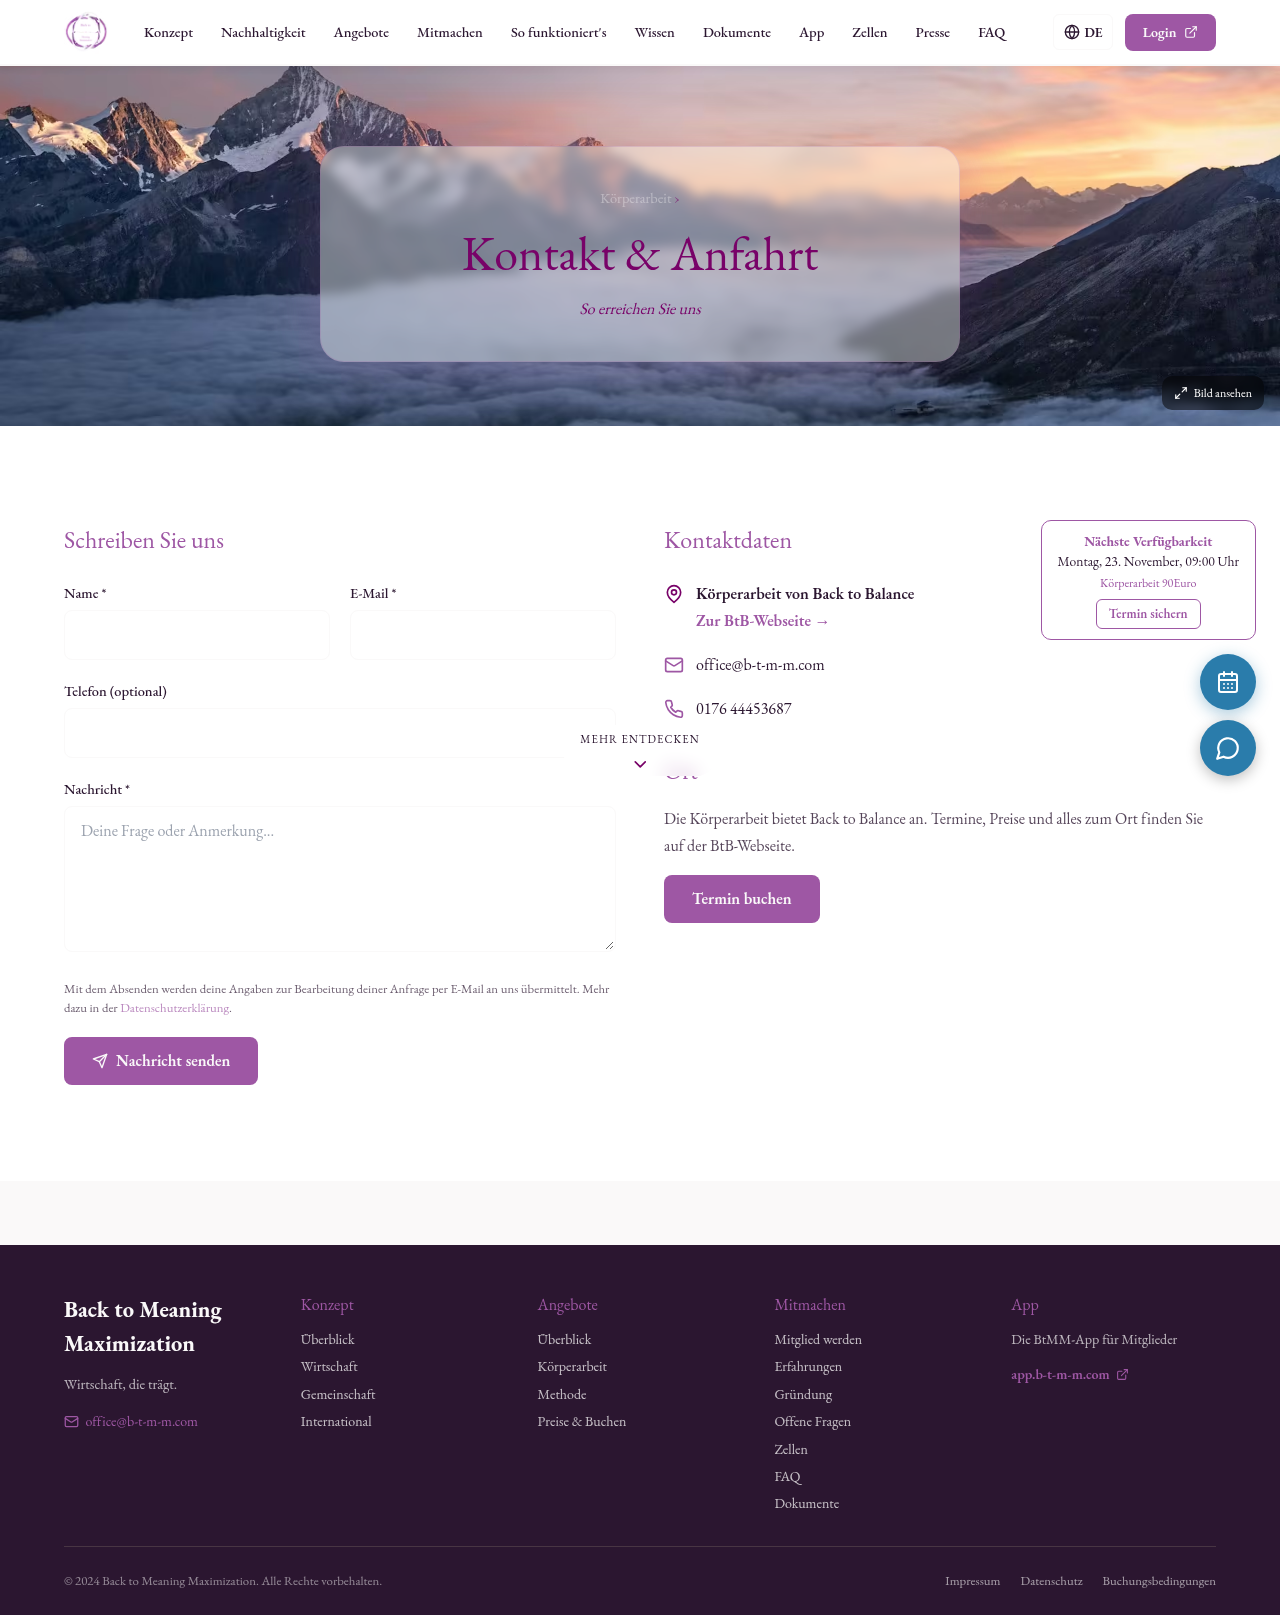 Konzept Nachhaltigkeit Angebote Mitmachen So funktioniert's Wissen Dokumente App Zellen Presse FAQ DE Login
Körperarbeit ›
Kontakt & Anfahrt
So erreichen Sie uns
Bild ansehen
Schreiben Sie uns
Name *
E-Mail *
Telefon (optional)
Nachricht *
Deine Frage oder Anmerkung...
Mit dem Absenden werden deine Angaben zur Bearbeitung deiner Anfrage per E-Mail an uns übermittelt. Mehr
dazu in der Datenschutzerklärung.
Nachricht senden
MEHR ENTDECKEN
Kontaktdaten
Körperarbeit von Back to Balance
Zur BtB-Webseite →
office@b-t-m-m.com
0176 44453687
Die Körperarbeit bietet Back to Balance an. Termine, Preise und alles zum Ort finden Sie
auf der BtB-Webseite.
Termin buchen
Nächste Verfügbarkeit
Montag, 23. November, 09:00 Uhr
Körperarbeit 90Euro
Termin sichern
Back to Meaning
Maximization
Wirtschaft, die trägt.
office@b-t-m-m.com
Konzept
Überblick
Wirtschaft
Gemeinschaft
International
Angebote
Überblick
Körperarbeit
Methode
Preise & Buchen
Mitmachen
Mitglied werden
Erfahrungen
Gründung
Offene Fragen
Zellen
FAQ
Dokumente
App
Die BtMM-App für Mitglieder
app.b-t-m-m.com
© 2024 Back to Meaning Maximization. Alle Rechte vorbehalten.
Impressum Datenschutz Buchungsbedingungen